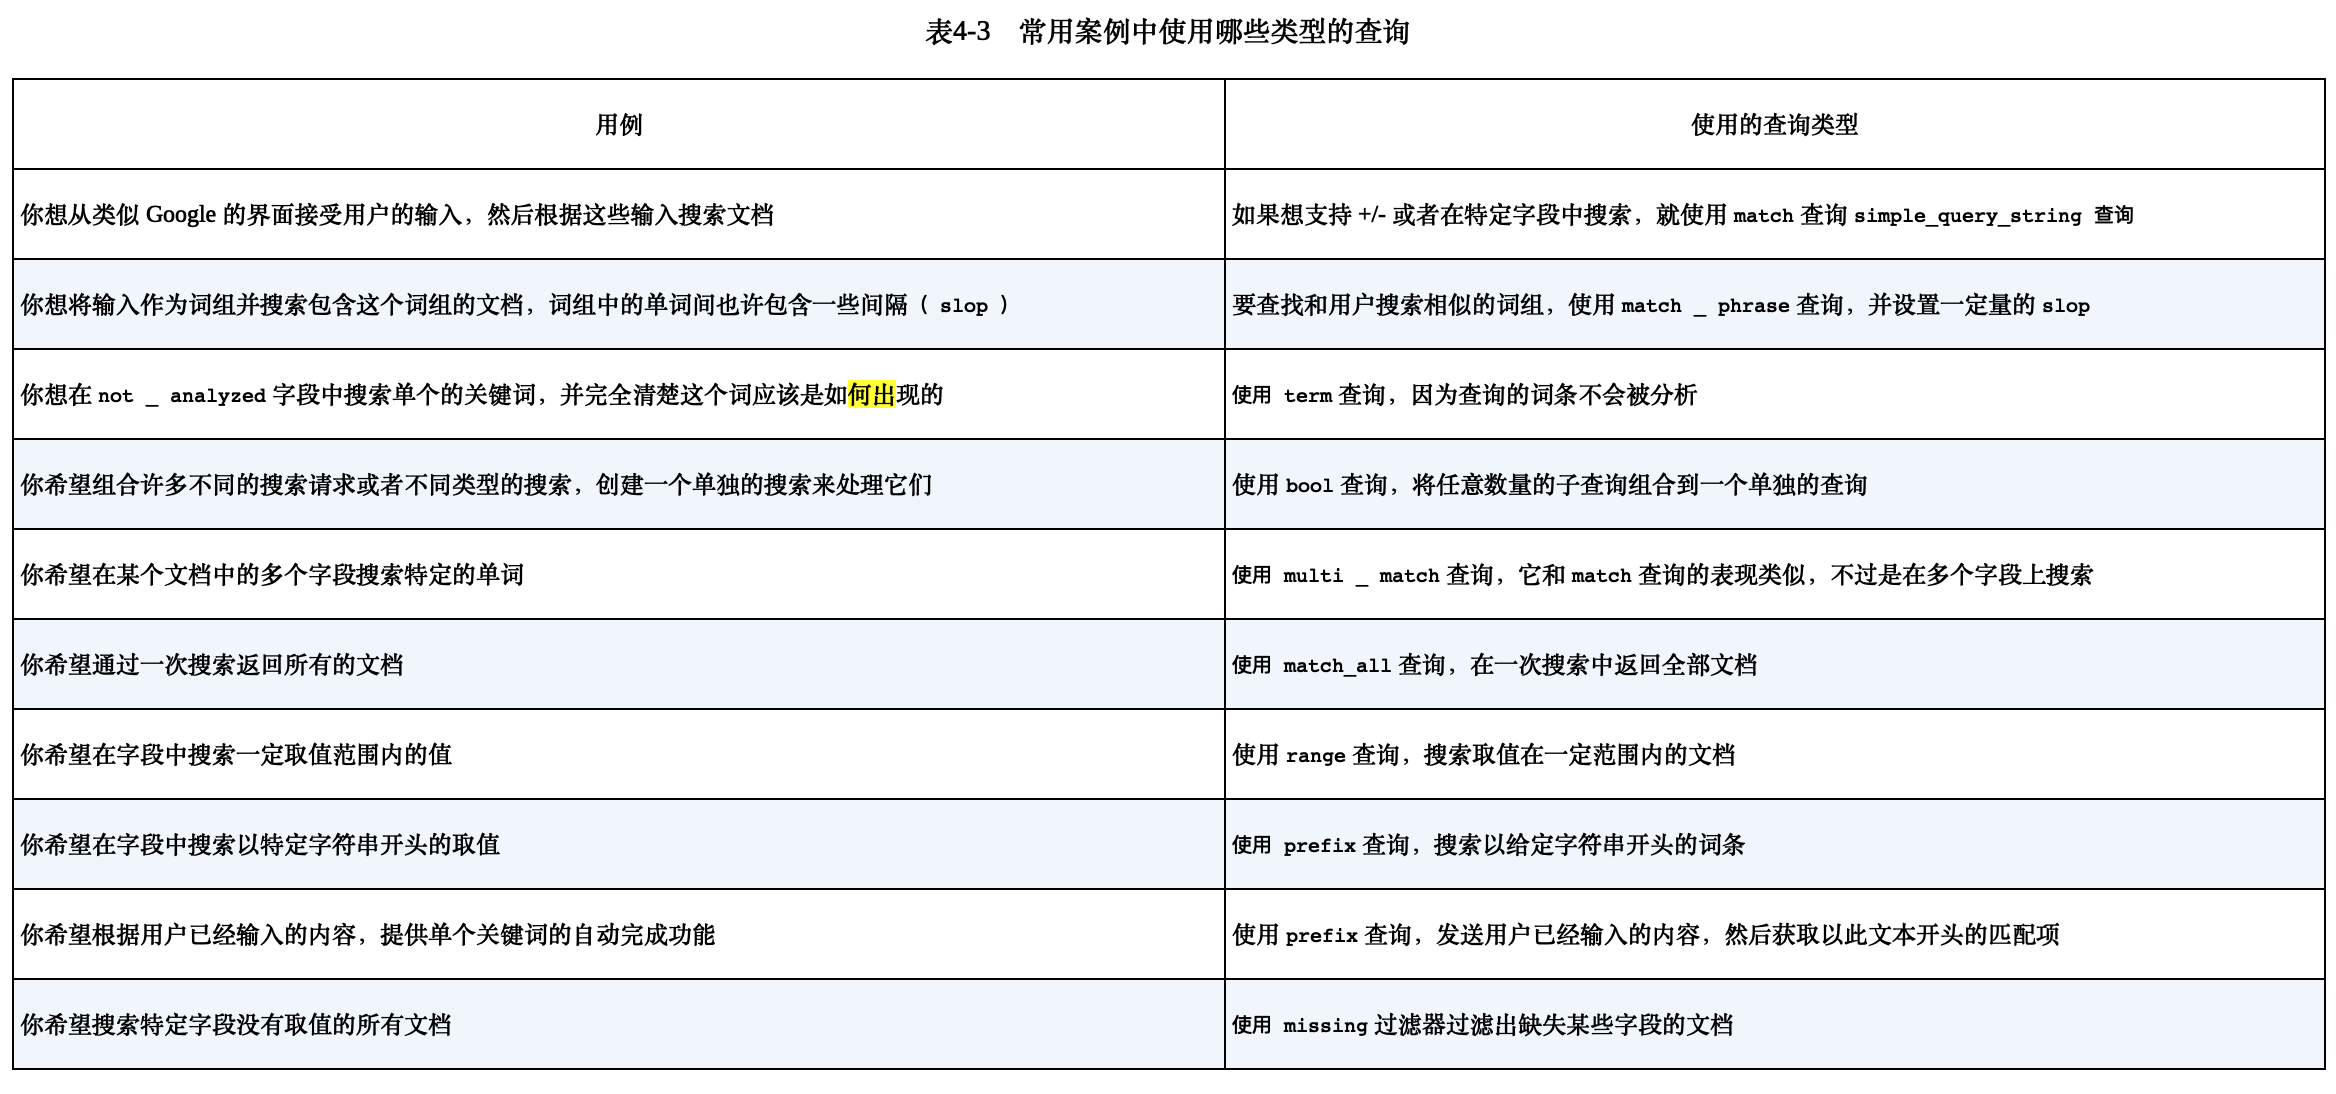 表4-3 常用案例中使用哪些类型的查询
用例
使用的查询类型
你想从类似 Google 的界面接受用户的输入，然后根据这些输入搜索文档
如果想支持 +/- 或者在特定字段中搜索，就使用 match 查询 simple_query_string 查询
你想将输入作为词组并搜索包含这个词组的文档，词组中的单词间也许包含一些间隔（ slop ）
要查找和用户搜索相似的词组，使用 match _ phrase 查询，并设置一定量的 slop
你想在 not _ analyzed 字段中搜索单个的关键词，并完全清楚这个词应该是如何出现的
使用 term 查询，因为查询的词条不会被分析
你希望组合许多不同的搜索请求或者不同类型的搜索，创建一个单独的搜索来处理它们
使用 bool 查询，将任意数量的子查询组合到一个单独的查询
你希望在某个文档中的多个字段搜索特定的单词
使用 multi _ match 查询，它和 match 查询的表现类似，不过是在多个字段上搜索
你希望通过一次搜索返回所有的文档
使用 match_all 查询，在一次搜索中返回全部文档
你希望在字段中搜索一定取值范围内的值
使用 range 查询，搜索取值在一定范围内的文档
你希望在字段中搜索以特定字符串开头的取值
使用 prefix 查询，搜索以给定字符串开头的词条
你希望根据用户已经输入的内容，提供单个关键词的自动完成功能
使用 prefix 查询，发送用户已经输入的内容，然后获取以此文本开头的匹配项
你希望搜索特定字段没有取值的所有文档
使用 missing 过滤器过滤出缺失某些字段的文档